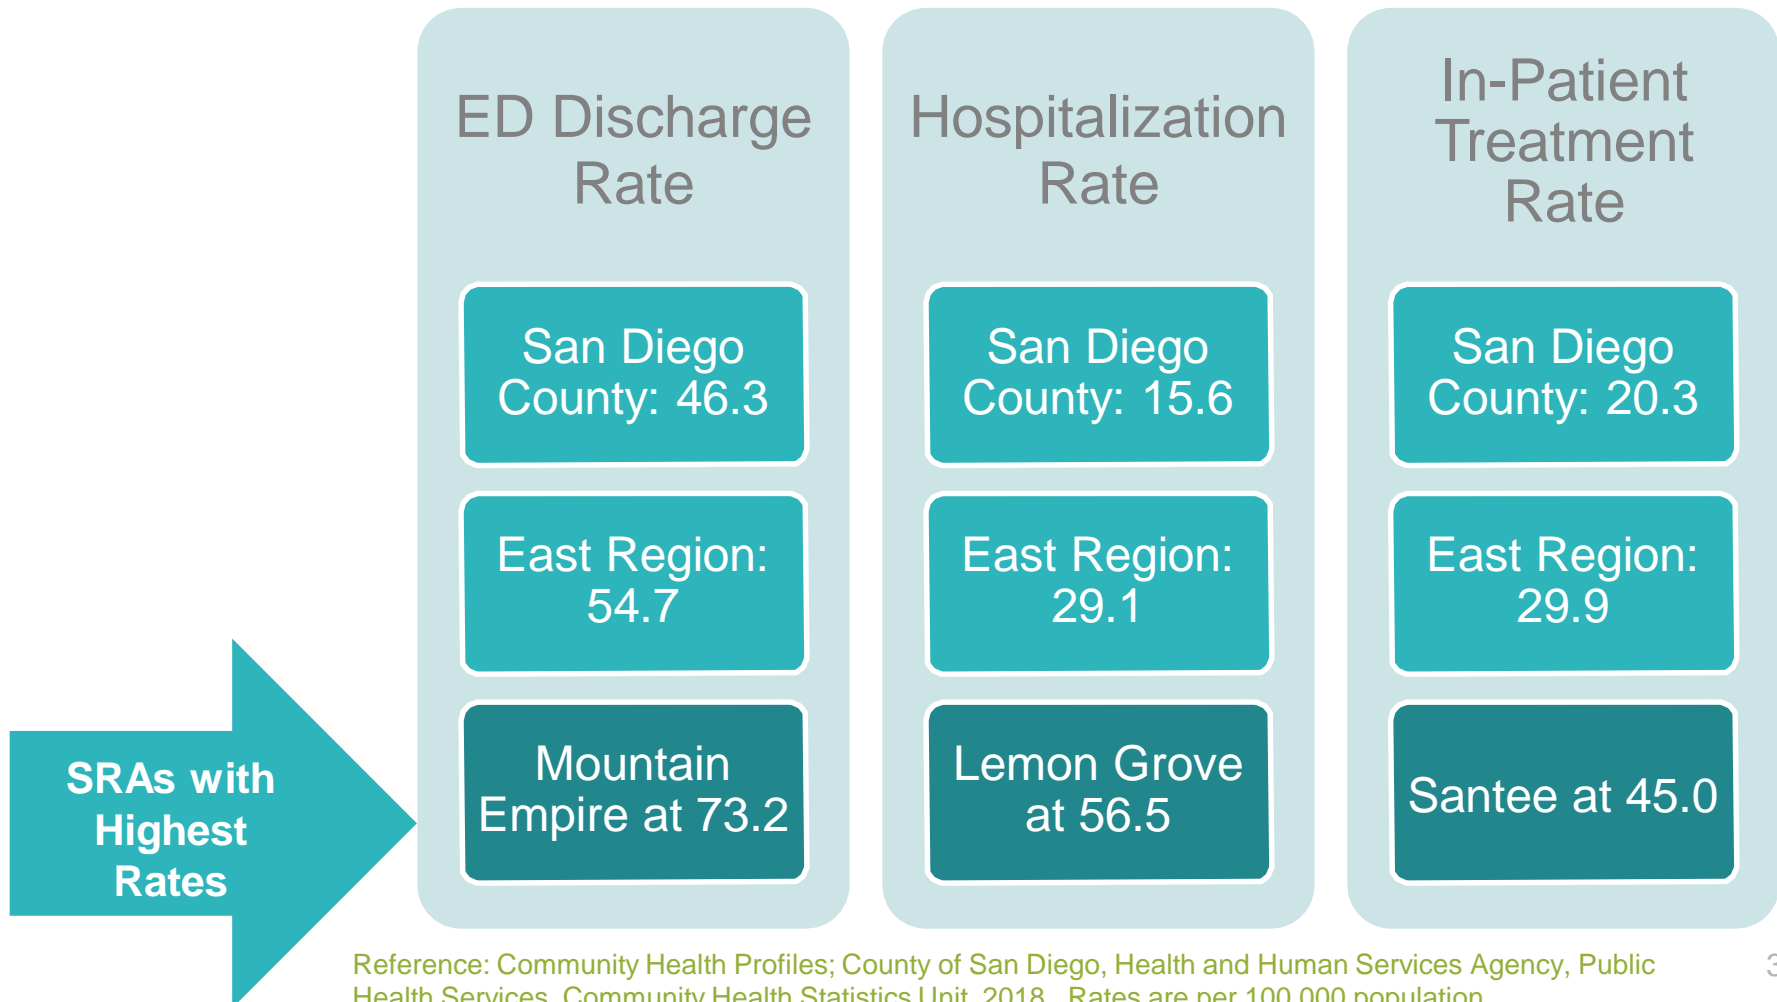 ED Discharge
Rate
San Diego
County: 46.3
East Region:
54.7
Mountain
Empire at 73.2
Hospitalization
Rate
San Diego
County: 15.6
East Region:
29.1
Lemon Grove
at 56.5
In-Patient
Treatment
Rate
San Diego
County: 20.3
East Region:
29.9
Santee at 45.0
SRAs with
Highest
Rates
Reference: Community Health Profiles; County of San Diego, Health and Human Services Agency, Public
Health Services, Community Health Statistics Unit, 2018. Rates are per 100,000 population